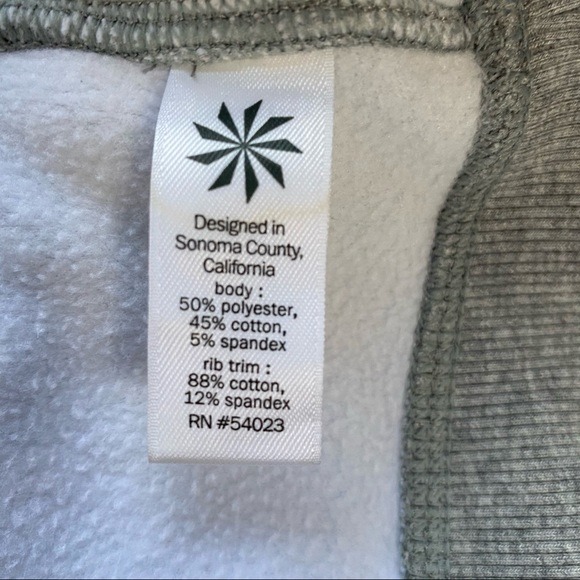 Designed in
Sonoma County,
California
body :
50% polyester,
45% cotton,
5% spandex
rib trim :
88% cotton,
12% spandex
RN #54023